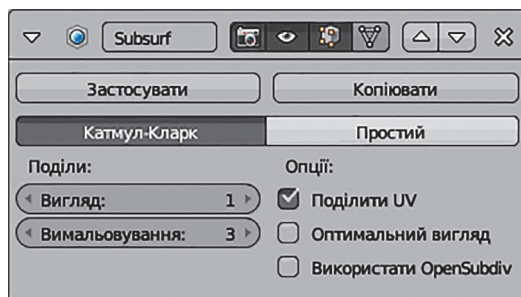 Subsurf
Застосувати Копіювати
Катмул-Кларк Простий
Поділи: Опції:
Вигляд: 1 Поділити UV
Вимальовування: 3 Оптимальний вигляд
Використати OpenSubdiv